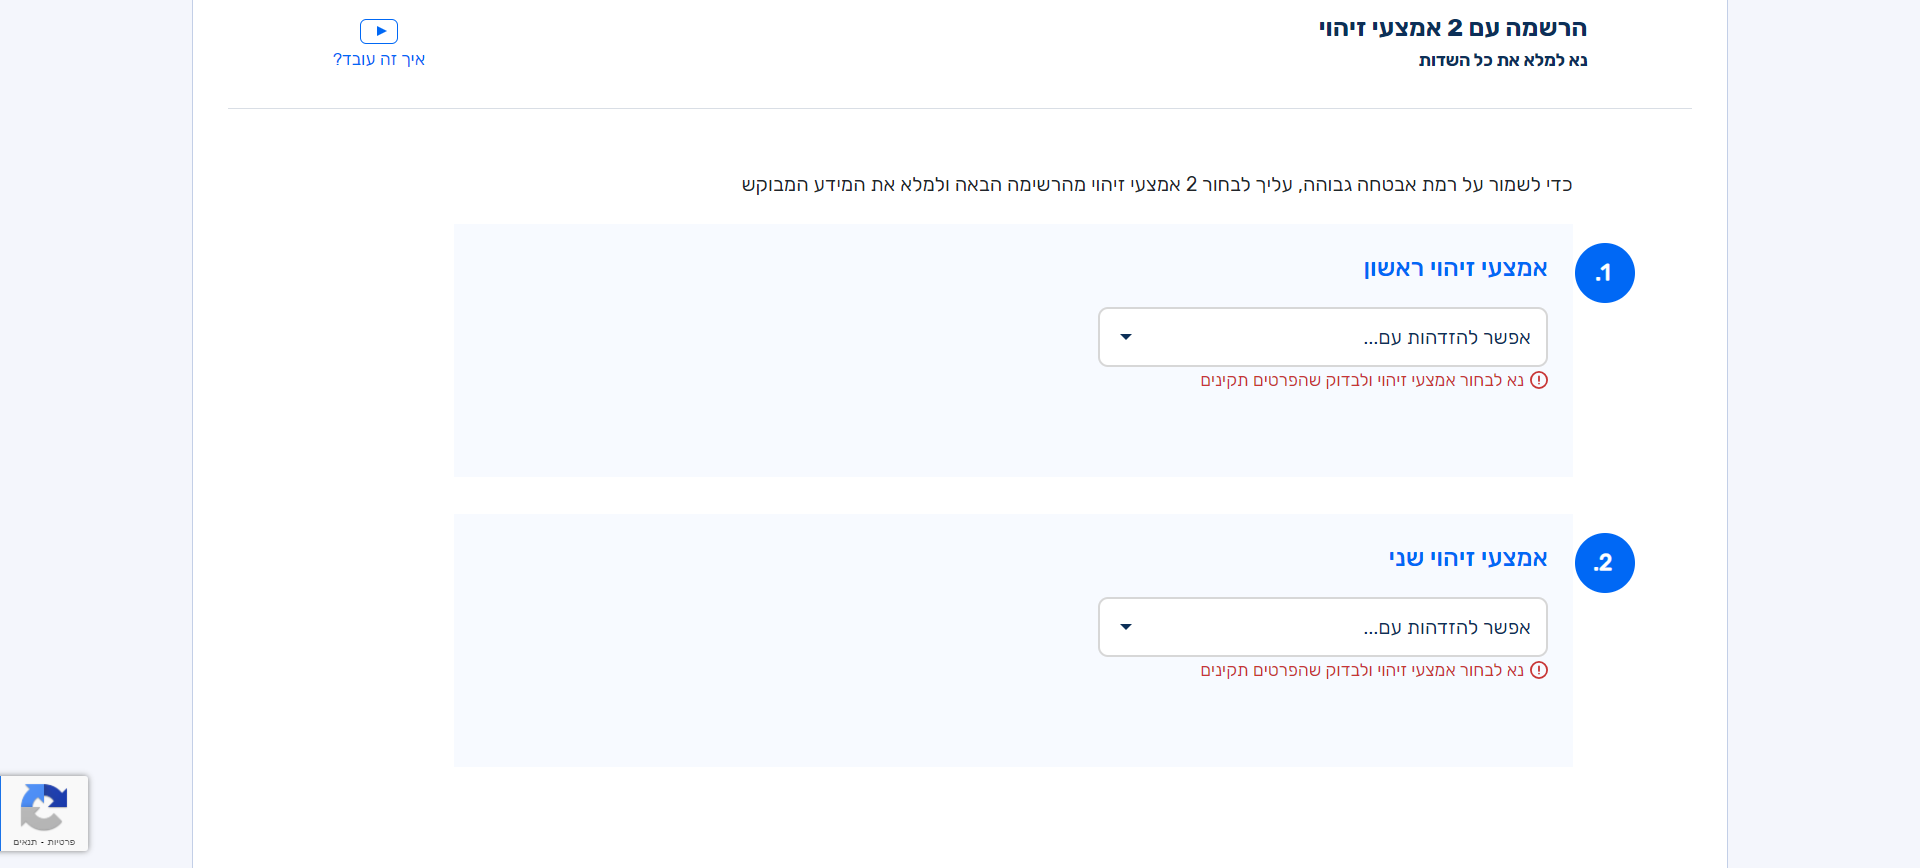 הרשמה עם 2 אמצעי זיהוי
נא למלא את כל השדות
איך זה עובד?
כדי לשמור על רמת אבטחה גבוהה, עליך לבחור 2 אמצעי זיהוי מהרשימה הבאה ולמלא את המידע המבוקש
1.
אמצעי זיהוי ראשון
אפשר להזדהות עם...
נא לבחור אמצעי זיהוי ולבדוק שהפרטים תקינים
2.
אמצעי זיהוי שני
אפשר להזדהות עם...
נא לבחור אמצעי זיהוי ולבדוק שהפרטים תקינים
פרטיות - תנאים